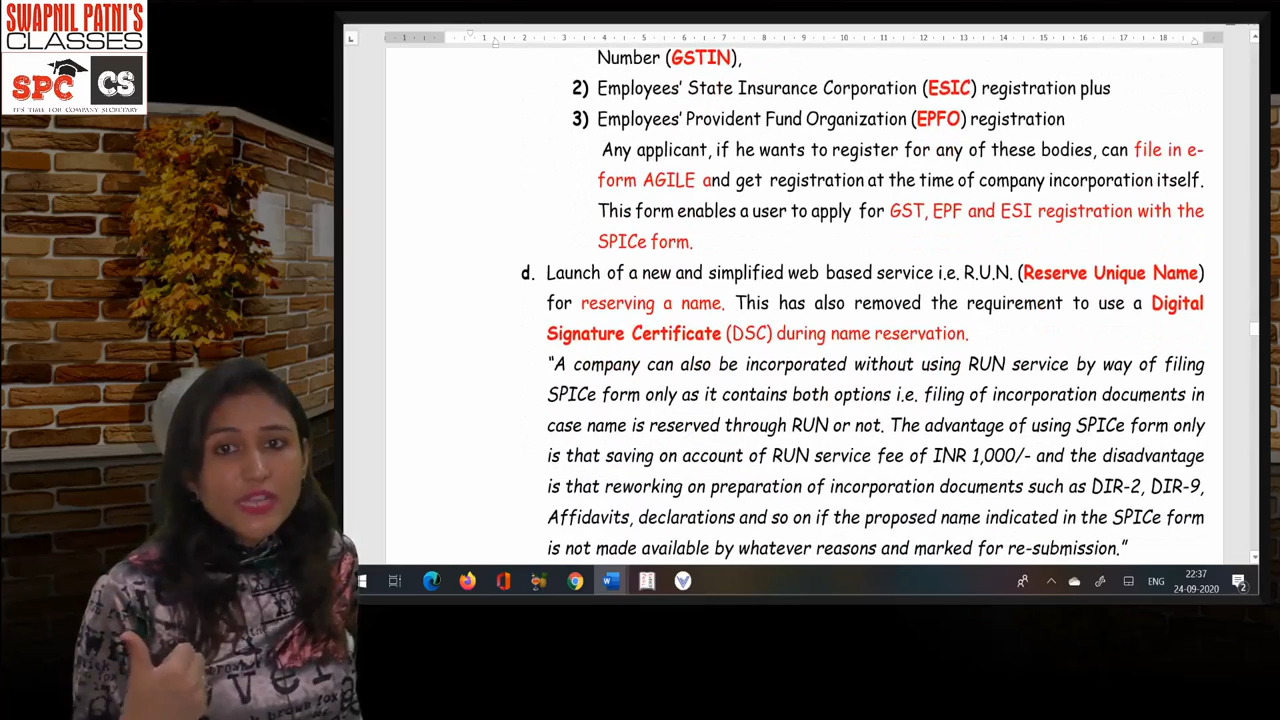 SWAPNIL PATNI'S
CLASSES
SPC CS
IT'S TIME FOR COMPANY SECRETARY
Number (GSTIN),
2) Employees' State Insurance Corporation (ESIC) registration plus
3) Employees' Provident Fund Organization (EPFO) registration
Any applicant, if he wants to register for any of these bodies, can file in e-
form AGILE and get registration at the time of company incorporation itself.
This form enables a user to apply for GST, EPF and ESI registration with the
SPICe form.
d. Launch of a new and simplified web based service i.e. R.U.N. (Reserve Unique Name)
for reserving a name. This has also removed the requirement to use a Digital
Signature Certificate (DSC) during name reservation.
"A company can also be incorporated without using RUN service by way of filing
SPICe form only as it contains both options i.e. filing of incorporation documents in
case name is reserved through RUN or not. The advantage of using SPICe form only
is that saving on account of RUN service fee of INR 1,000/- and the disadvantage
is that reworking on preparation of incorporation documents such as DIR-2, DIR-9,
Affidavits, declarations and so on if the proposed name indicated in the SPICe form
is not made available by whatever reasons and marked for re-submission."
ENG
22:37
24-09-2020
2